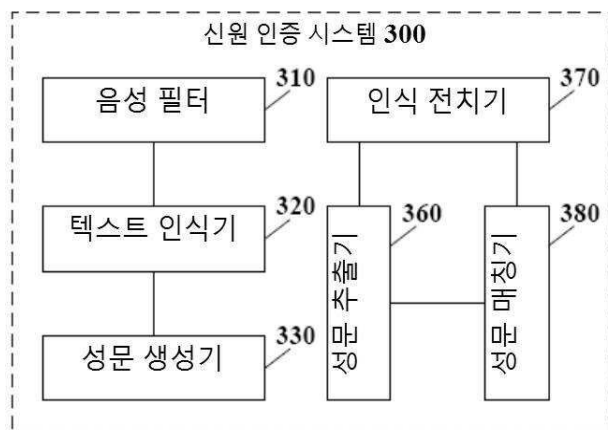 신원 인증 시스템 300
음성 필터
310
텍스트 인식기
320
성문 생성기
330
인식 전치기
370
성문 추출기
360
성문 매칭기
380